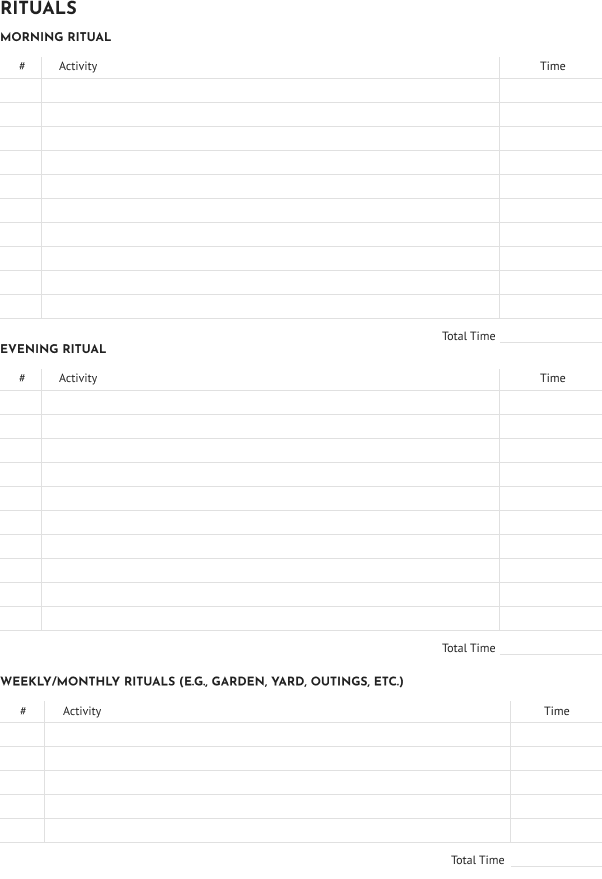 RITUALS
MORNING RITUAL
# Activity Time
Total Time
EVENING RITUAL
# Activity Time
Total Time
WEEKLY/MONTHLY RITUALS (E.G., GARDEN, YARD, OUTINGS, ETC.)
# Activity Time
Total Time